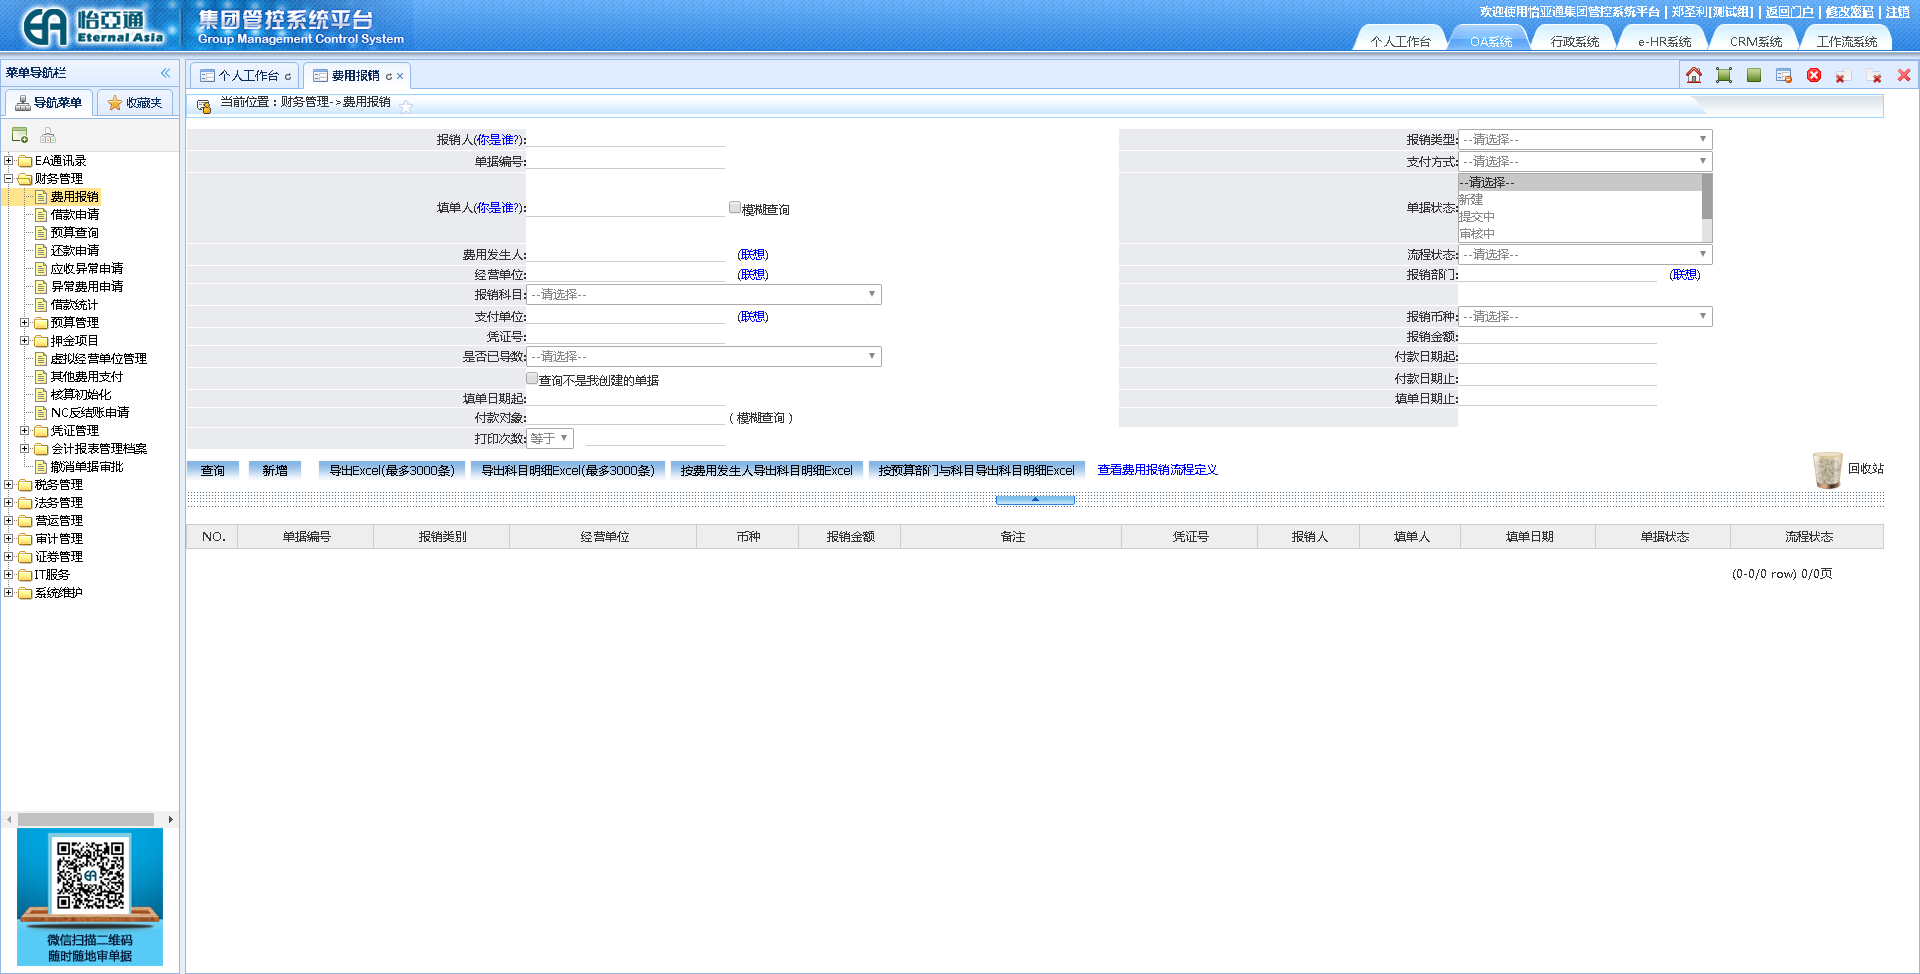 怡亞通
Eternal Asia
集团管控系统平台
Group Management Control System
欢迎使用怡亚通集团管控系统平台 | 郑圣利[测试组] | 返回门户 | 修改密码 | 注销
个人工作台 OA系统 行政系统 e-HR系统 CRM系统 工作流系统
菜单导航栏
导航菜单 收藏夹
EA通讯录
财务管理
费用报销
借款申请
预算查询
还款申请
应收异常申请
异常费用申请
借款统计
预算管理
押金项目
虚拟经营单位管理
其他费用支付
核算初始化
NC反结账申请
凭证管理
会计报表管理档案
撤消单据审批
税务管理
法务管理
营运管理
审计管理
证券管理
IT服务
系统维护
微信扫描二维码
随时随地审单据
个人工作台 费用报销
当前位置：财务管理->费用报销
报销人(你是谁?): 报销类型: --请选择--
单据编号: 支付方式: --请选择--
填单人(你是谁?): 模糊查询 单据状态: --请选择--
新建
提交中
审核中
费用发生人: (联想) 流程状态: --请选择--
经营单位: (联想) 报销部门: (联想)
报销科目: --请选择--
支付单位: (联想) 报销币种: --请选择--
凭证号: 报销金额:
是否已导数: --请选择-- 付款日期起:
查询不是我创建的单据 付款日期止:
填单日期起: 填单日期止:
付款对象: （模糊查询）
打印次数: 等于
查询 新增 导出Excel(最多3000条) 导出科目明细Excel(最多3000条) 按费用发生人导出科目明细Excel 按预算部门与科目导出科目明细Excel 查看费用报销流程定义 回收站
NO. 单据编号 报销类别 经营单位 币种 报销金额 备注 凭证号 报销人 填单人 填单日期 单据状态 流程状态
(0-0/0 row) 0/0页